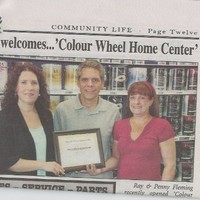 COMMUNITY LIFE - Page Twelve
welcomes...'Colour Wheel Home Center'
Ray & Penny Fleming
recently opened 'Colour
SERVICE - PARTS